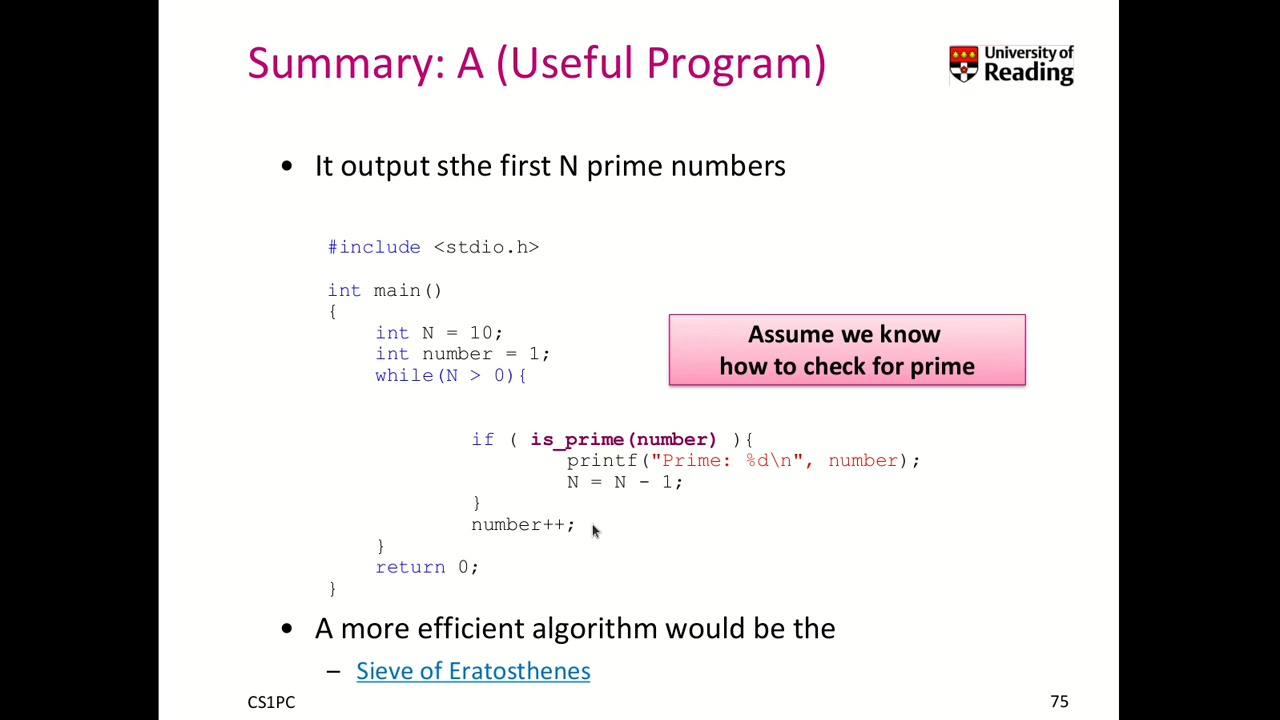 Summary: A (Useful Program)
University of
Reading
• It output sthe first N prime numbers
#include <stdio.h>
int main()
{
int N = 10;
int number = 1;
while(N > 0){
Assume we know
how to check for prime
if ( is_prime(number) ){
printf("Prime: %d\n", number);
N = N - 1;
}
number++;
}
return 0;
}
• A more efficient algorithm would be the
– Sieve of Eratosthenes
CS1PC
75